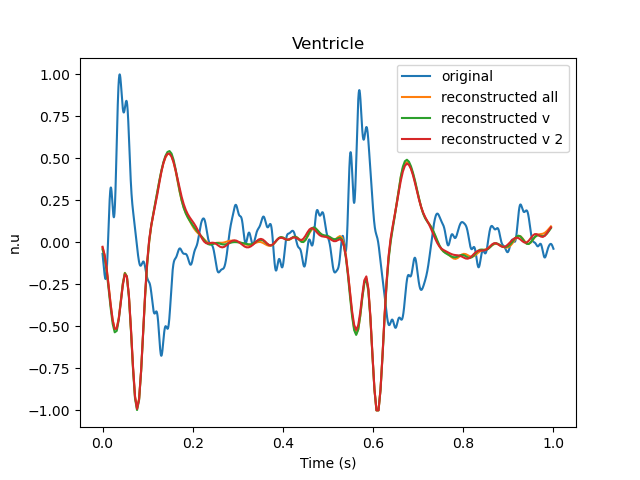 Ventricle
original
reconstructed all
reconstructed v
reconstructed v 2
1.00
0.75
0.50
0.25
0.00
−0.25
−0.50
−0.75
−1.00
n.u
0.0 0.2 0.4 0.6 0.8 1.0
Time (s)